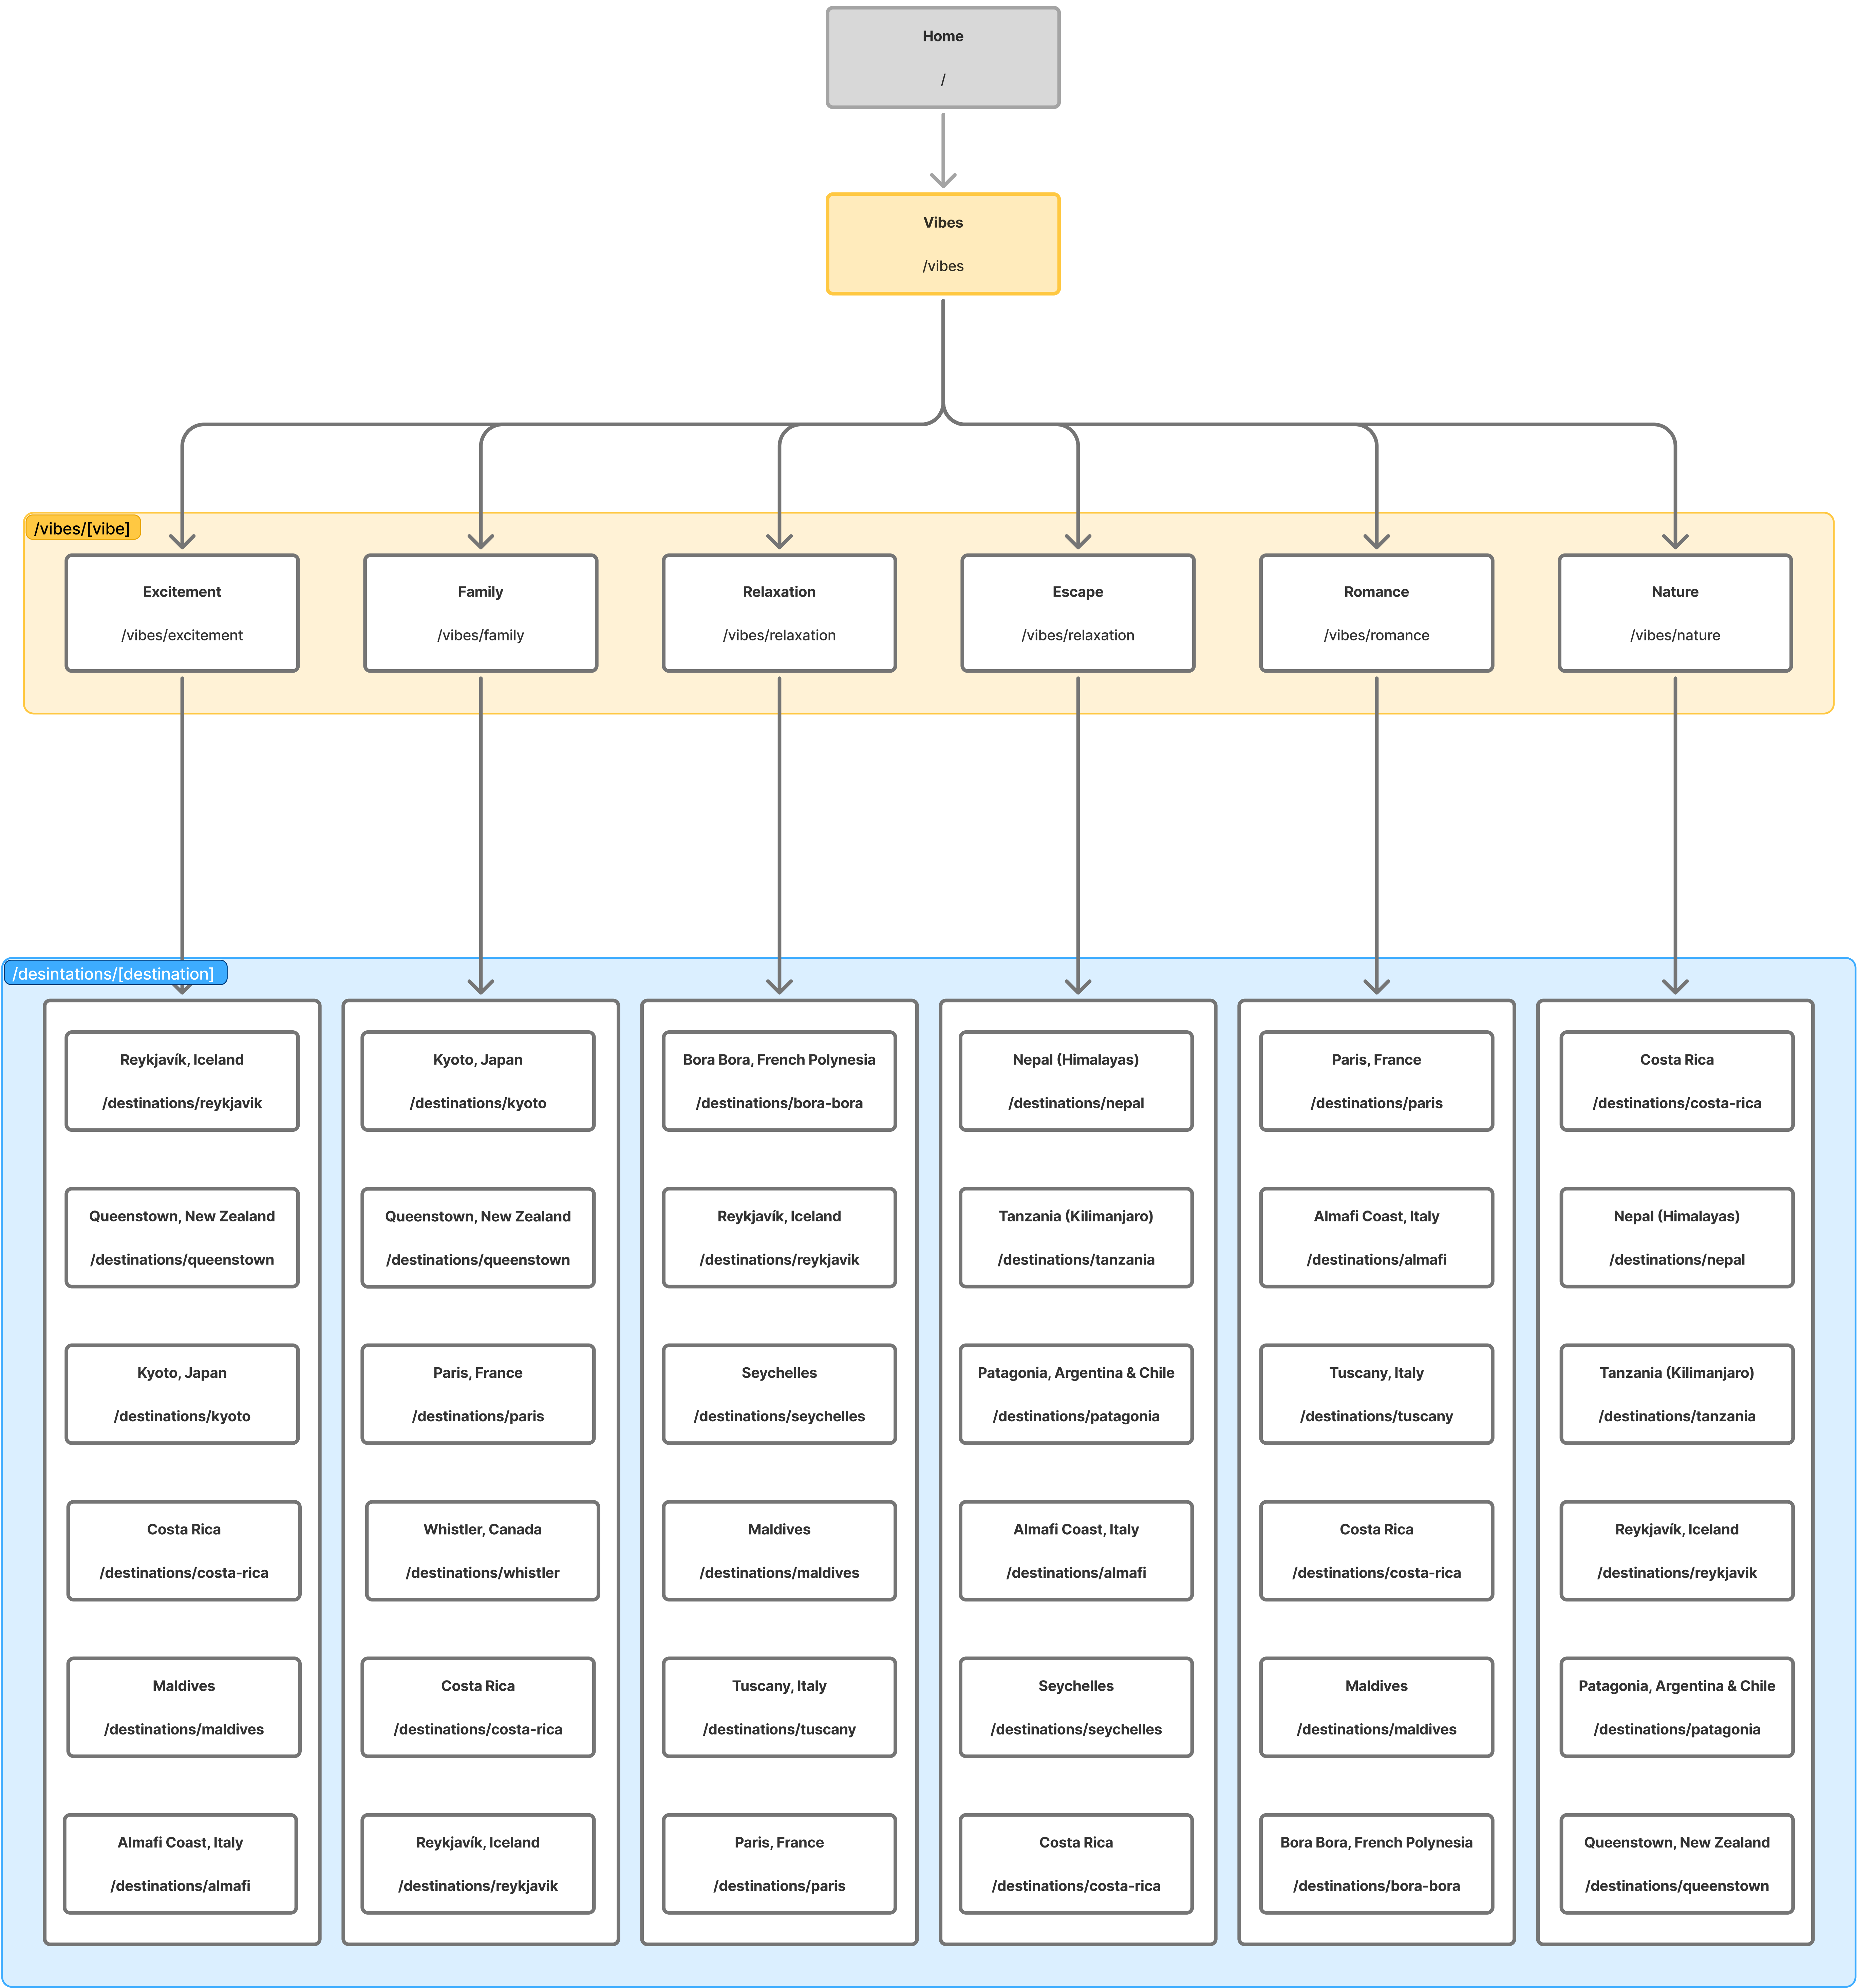 Home
/
Vibes
/vibes
/vibes/[vibe]
Excitement
/vibes/excitement
Family
/vibes/family
Relaxation
/vibes/relaxation
Escape
/vibes/relaxation
Romance
/vibes/romance
Nature
/vibes/nature
/desintations/[destination]
Reykjavík, Iceland
/destinations/reykjavik
Queenstown, New Zealand
/destinations/queenstown
Kyoto, Japan
/destinations/kyoto
Costa Rica
/destinations/costa-rica
Maldives
/destinations/maldives
Almafi Coast, Italy
/destinations/almafi
Kyoto, Japan
/destinations/kyoto
Queenstown, New Zealand
/destinations/queenstown
Paris, France
/destinations/paris
Whistler, Canada
/destinations/whistler
Costa Rica
/destinations/costa-rica
Reykjavík, Iceland
/destinations/reykjavik
Bora Bora, French Polynesia
/destinations/bora-bora
Reykjavík, Iceland
/destinations/reykjavik
Seychelles
/destinations/seychelles
Maldives
/destinations/maldives
Tuscany, Italy
/destinations/tuscany
Paris, France
/destinations/paris
Nepal (Himalayas)
/destinations/nepal
Tanzania (Kilimanjaro)
/destinations/tanzania
Patagonia, Argentina & Chile
/destinations/patagonia
Almafi Coast, Italy
/destinations/almafi
Seychelles
/destinations/seychelles
Costa Rica
/destinations/costa-rica
Paris, France
/destinations/paris
Almafi Coast, Italy
/destinations/almafi
Tuscany, Italy
/destinations/tuscany
Costa Rica
/destinations/costa-rica
Maldives
/destinations/maldives
Bora Bora, French Polynesia
/destinations/bora-bora
Costa Rica
/destinations/costa-rica
Nepal (Himalayas)
/destinations/nepal
Tanzania (Kilimanjaro)
/destinations/tanzania
Reykjavík, Iceland
/destinations/reykjavik
Patagonia, Argentina & Chile
/destinations/patagonia
Queenstown, New Zealand
/destinations/queenstown